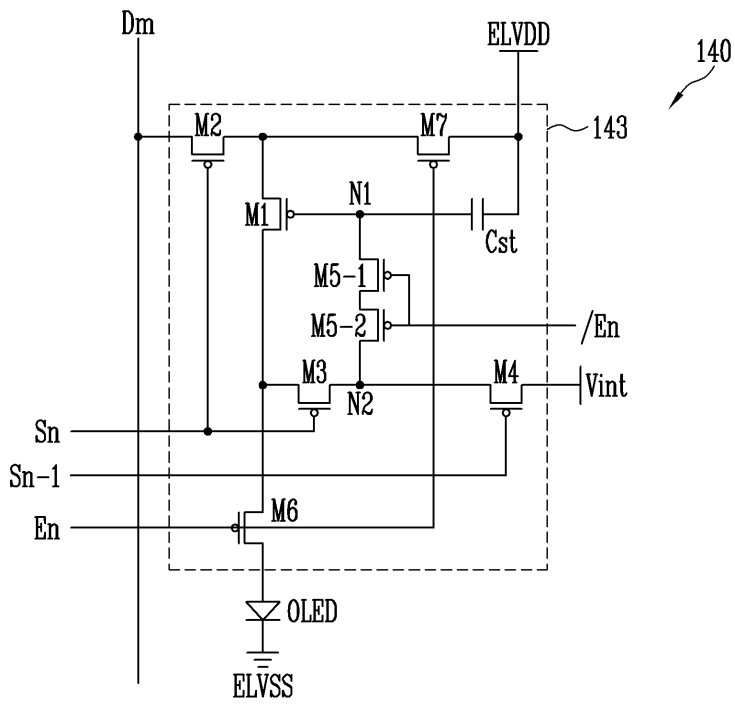 Dm
ELVDD
140
M2
M7
143
N1
M1
Cst
M5-1
M5-2
/En
M3
M4
N2
Vint
Sn
Sn-1
M6
En
OLED
ELVSS